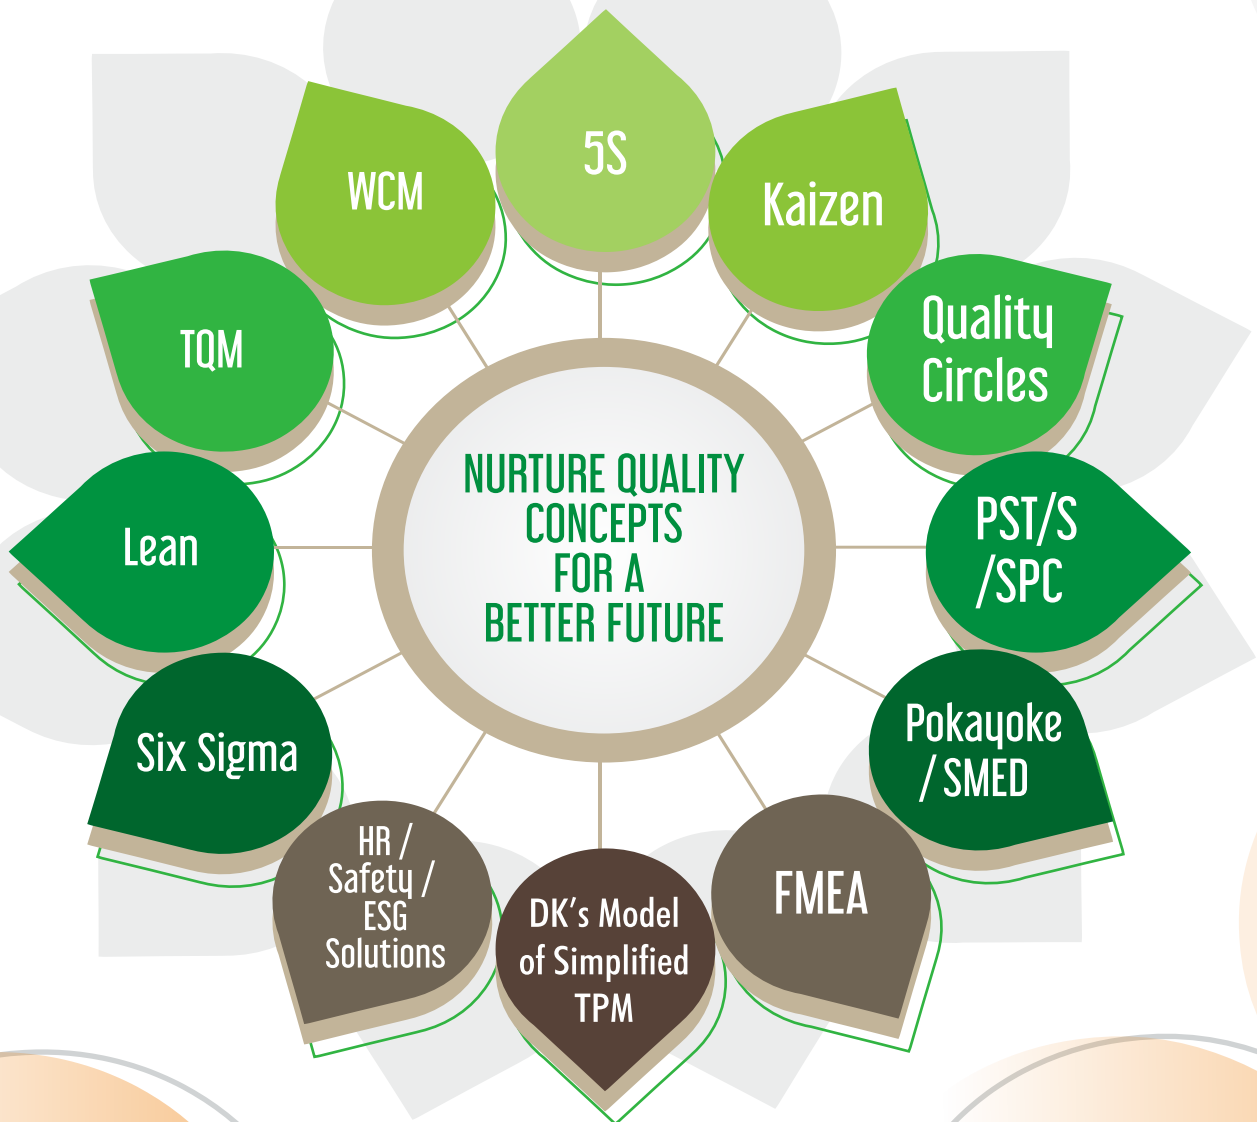 5S
Kaizen
Quality
Circles
PST/S
/SPC
Pokayoke
/ SMED
FMEA
DK's Model
of Simplified
TPM
HR /
Safety /
ESG
Solutions
Six Sigma
Lean
TQM
WCM
NURTURE QUALITY
CONCEPTS
FOR A
BETTER FUTURE